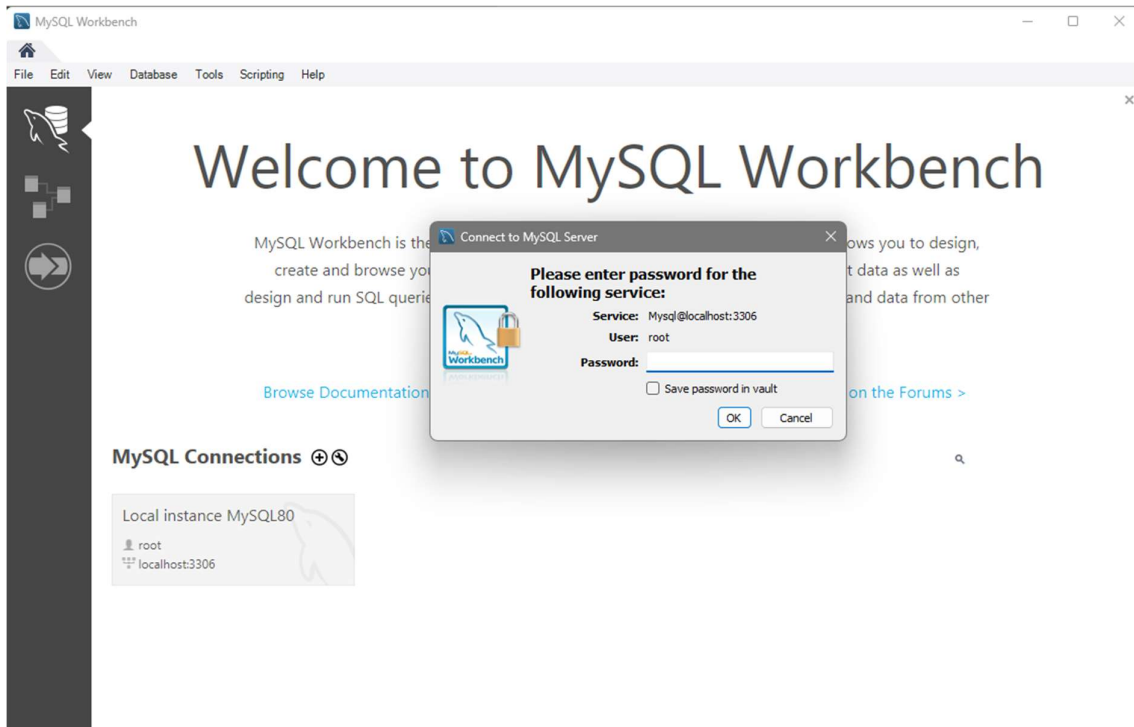 MySQL Workbench
File Edit View Database Tools Scripting Help
Welcome to MySQL Workbench
MySQL Workbench is the
ows you to design,
create and browse you
t data as well as
design and run SQL querie
and data from other
Browse Documentation
on the Forums >
Connect to MySQL Server
Please enter password for the
following service:
Service: Mysql@localhost:3306
User: root
Password:
Save password in vault
OK Cancel
MySQL
Workbench
MySQL Connections
Local instance MySQL80
root
localhost:3306